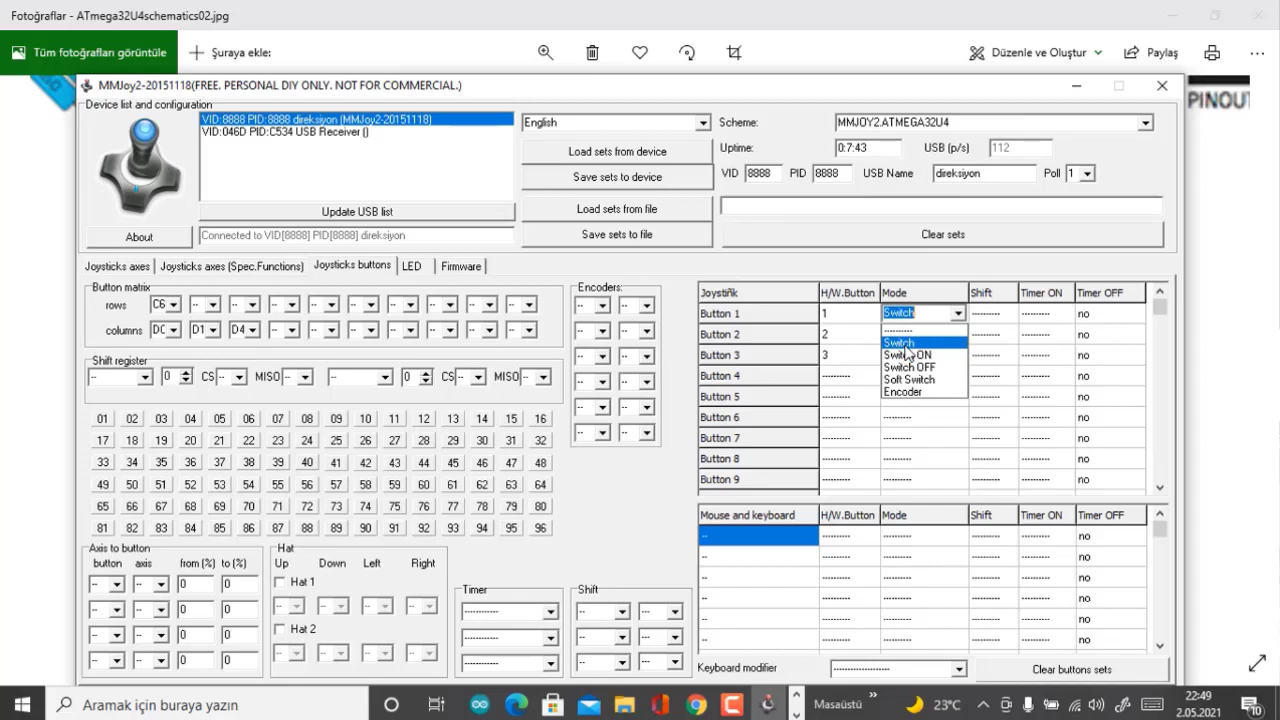 Fotoğraflar - ATmega32U4schematics02.jpg
Tüm fotoğrafları görüntüle
Şuraya ekle:
Düzenle ve Oluştur
Paylaş
PINOUT
MMJoy2-20151118(FREE. PERSONAL DIY ONLY. NOT FOR COMMERCIAL.)
Device list and configuration
VID:8888 PID:8888 direksiyon (MMJoy2-20151118)
VID:046D PID:C534 USB Receiver ()
Update USB list
About
Connected to VID[8888] PID[8888] direksiyon
English
Load sets from device
Save sets to device
Load sets from file
Save sets to file
Scheme: MMJOY2.ATMEGA32U4
Uptime: 0:7:43 USB (p/s) 112
VID 8888 PID 8888 USB Name direksiyon Poll 1
Clear sets
Joysticks axes Joysticks axes (Spec.Functions) Joysticks buttons LED Firmware
Button matrix
rows C6 -- -- -- -- -- -- -- -- --
columns DC D1 D4 -- -- -- -- -- -- --
Shift register
-- 0 CS -- MISO -- -- 0 CS -- MISO --
01 02 03 04 05 06 07 08 09 10 11 12 13 14 15 16
17 18 19 20 21 22 23 24 25 26 27 28 29 30 31 32
33 34 35 36 37 38 39 40 41 42 43 44 45 46 47 48
49 50 51 52 53 54 55 56 57 58 59 60 61 62 63 64
65 66 67 68 69 70 71 72 73 74 75 76 77 78 79 80
81 82 83 84 85 86 87 88 89 90 91 92 93 94 95 96
Encoders:
-- --
-- --
-- --
-- --
-- --
-- --
Axis to button
button axis from (%) to (%)
-- -- 0 0
-- -- 0 0
-- -- 0 0
-- -- 0 0
Hat
Up Down Left Right
Hat 1
-- -- -- --
Hat 2
-- -- -- --
Timer
-----------
-----------
-----------
Shift
-- --
-- --
-- --
Joystik H/W.Button Mode Shift Timer ON Timer OFF
Button 1 1 Switch --------- --------- no
Button 2 2 --------- --------- no
Button 3 3 --------- --------- no
Button 4 --------- --------- --------- no
Button 5 --------- --------- --------- no
Button 6 --------- --------- --------- --------- no
Button 7 --------- --------- --------- --------- no
Button 8 --------- --------- --------- --------- no
Button 9 --------- --------- --------- --------- no
---------
Switch
Switch ON
Switch OFF
Soft Switch
Encoder
Mouse and keyboard H/W.Button Mode Shift Timer ON Timer OFF
-- --------- --------- --------- --------- no
-- --------- --------- --------- --------- no
-- --------- --------- --------- --------- no
-- --------- --------- --------- --------- no
-- --------- --------- --------- --------- no
-- --------- --------- --------- --------- no
Keyboard modifier ------------------ Clear buttons sets
Aramak için buraya yazın
Masaüstü
23°C
22:49
2.05.2021
10